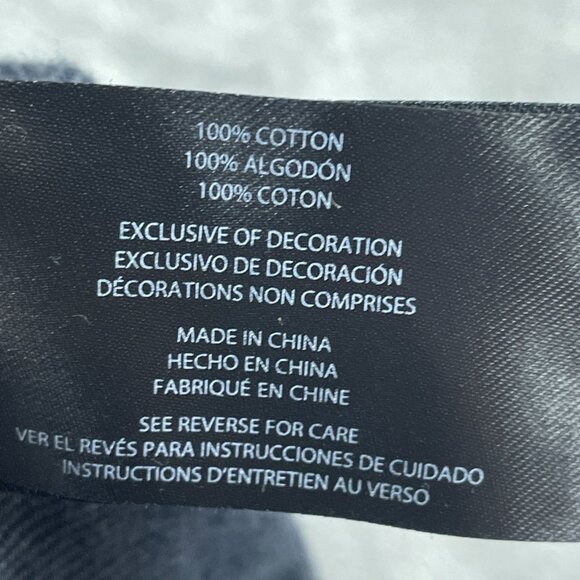 100% COTTON
100% ALGODÓN
100% COTON
EXCLUSIVE OF DECORATION
EXCLUSIVO DE DECORACIÓN
DÉCORATIONS NON COMPRISES
MADE IN CHINA
HECHO EN CHINA
FABRIQUÉ EN CHINE
SEE REVERSE FOR CARE
VER EL REVÉS PARA INSTRUCCIONES DE CUIDADO
INSTRUCTIONS D'ENTRETIEN AU VERSO